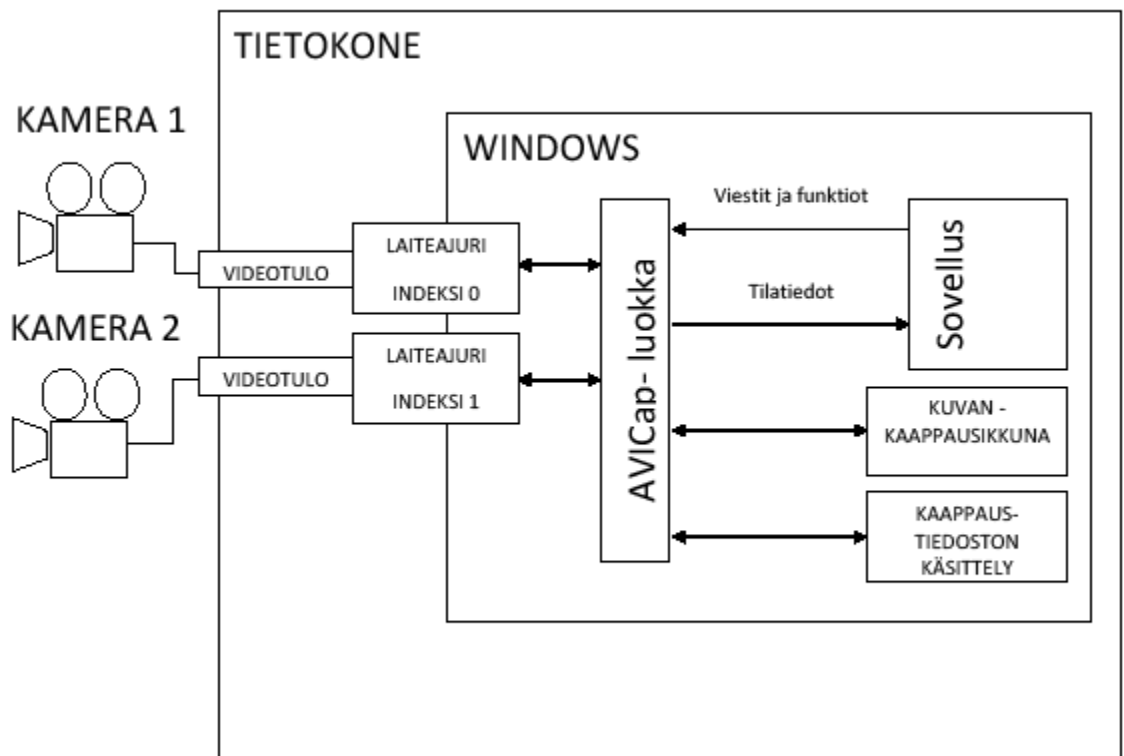 TIETOKONE
KAMERA 1
WINDOWS
Viestit ja funktiot
LAITEAJURI
VIDEOTULO
INDEKSI 0
Tilatiedot
Sovellus
AVICap- luokka
KAMERA 2
LAITEAJURI
VIDEOTULO
INDEKSI 1
KUVAN -
KAAPPAUSIKKUNA
KAAPPAUS-
TIEDOSTON
KÄSITTELY